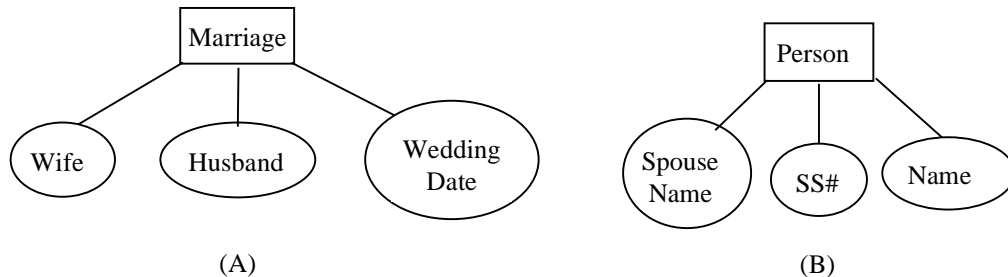 Marriage
Person
Wife
Husband
Wedding
Date
Spouse
Name
SS#
Name
(A)
(B)